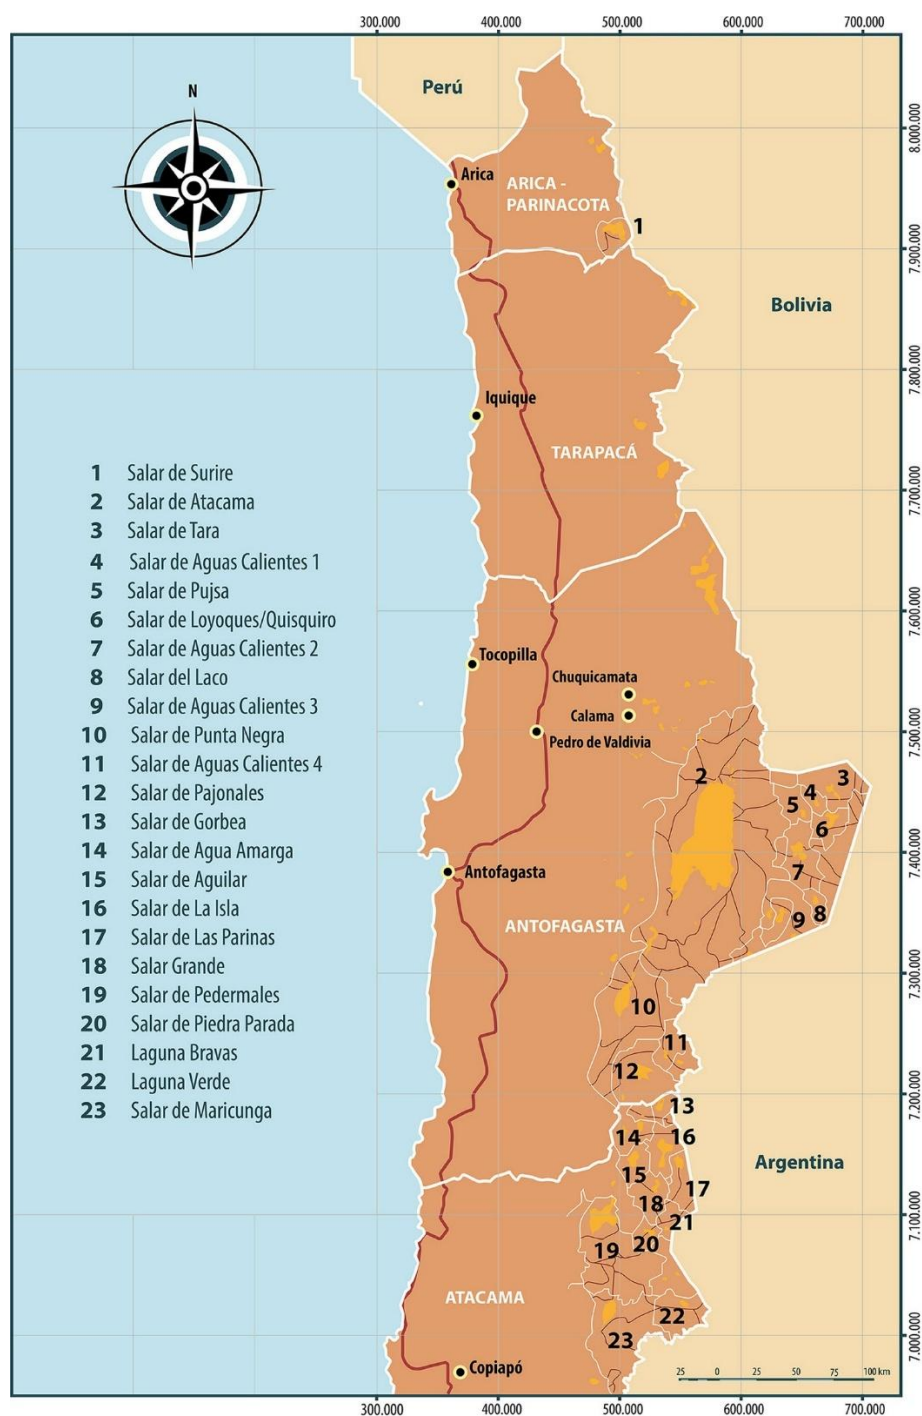 300.000 400.000 500.000 600.000 700.000
N
Perú
8.000.000
Arica
ARICA -
PARINACOTA
1
7.900.000
Bolivia
7.800.000
Iquique
TARAPACÁ
7.700.000
1 Salar de Surire
2 Salar de Atacama
3 Salar de Tara
4 Salar de Aguas Calientes 1
5 Salar de Pujsa
6 Salar de Loyoques/Quisquiro
7 Salar de Aguas Calientes 2
8 Salar del Laco
9 Salar de Aguas Calientes 3
10 Salar de Punta Negra
11 Salar de Aguas Calientes 4
12 Salar de Pajonales
13 Salar de Gorbea
14 Salar de Agua Amarga
15 Salar de Aguilar
16 Salar de La Isla
17 Salar de Las Parinas
18 Salar Grande
19 Salar de Pedermales
20 Salar de Piedra Parada
21 Laguna Bravas
22 Laguna Verde
23 Salar de Maricunga
7.600.000
Tocopilla
Chuquicamata
Calama
Pedro de Valdivia
7.500.000
2
3
4
5
6
7.400.000
7
Antofagasta
8
9
ANTOFAGASTA
7.300.000
10
11
12
7.200.000
13
14
16
15
Argentina
17
18
7.100.000
21
20
19
ATACAMA
22
7.000.000
23
Copiapó
25 0 25 50 75 100 km
300.000 400.000 500.000 600.000 700.000